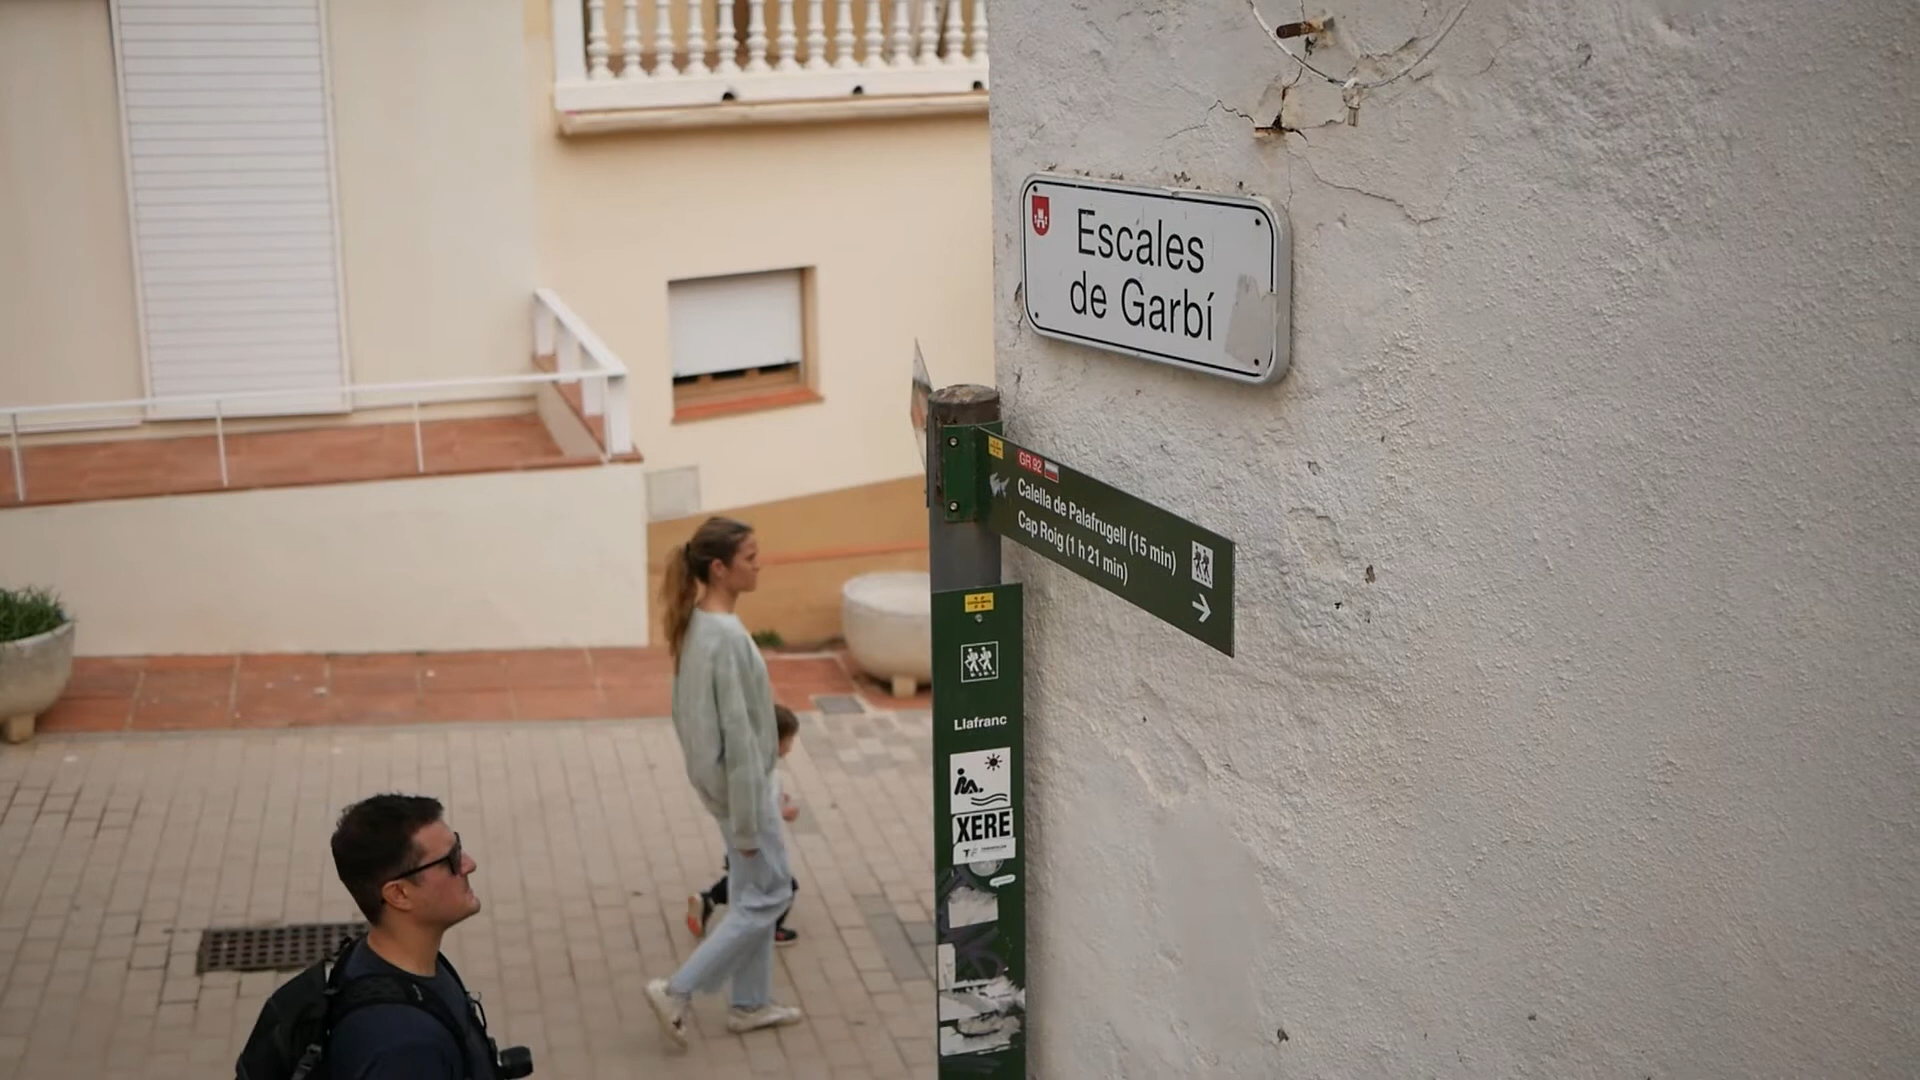 Escales
de Garbí
GR 92
Calella de Palafrugell (15 min)
Cap Roig (1 h 21 min)
Llafranc
XERE